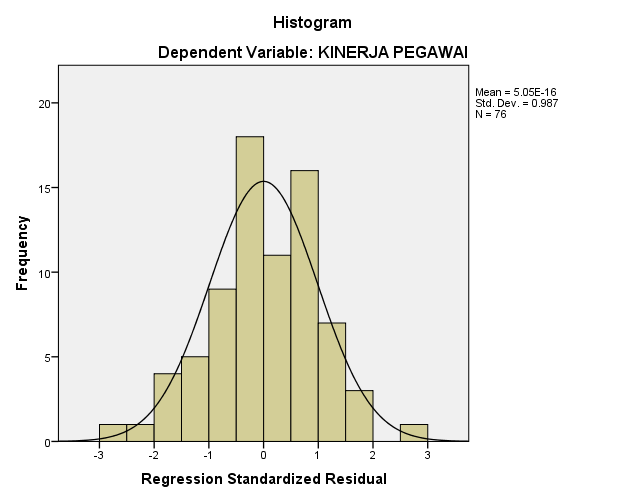 Histogram
Dependent Variable: KINERJA PEGAWAI
Mean = 5.05E-16
Std. Dev. = 0.987
N = 76
20
15
10
5
0
Frequency
-3 -2 -1 0 1 2 3
Regression Standardized Residual